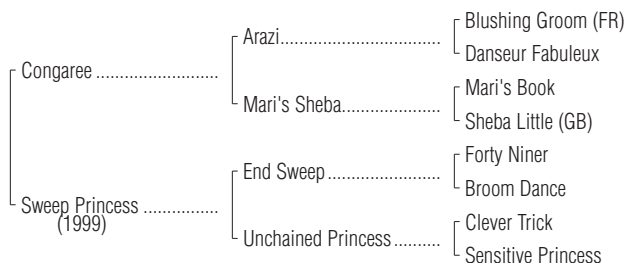 Blushing Groom (FR)
Arazi
Danseur Fabuleux
Congaree
Mari's Book
Mari's Sheba
Sheba Little (GB)
Forty Niner
End Sweep
Broom Dance
Sweep Princess
(1999)
Clever Trick
Unchained Princess
Sensitive Princess